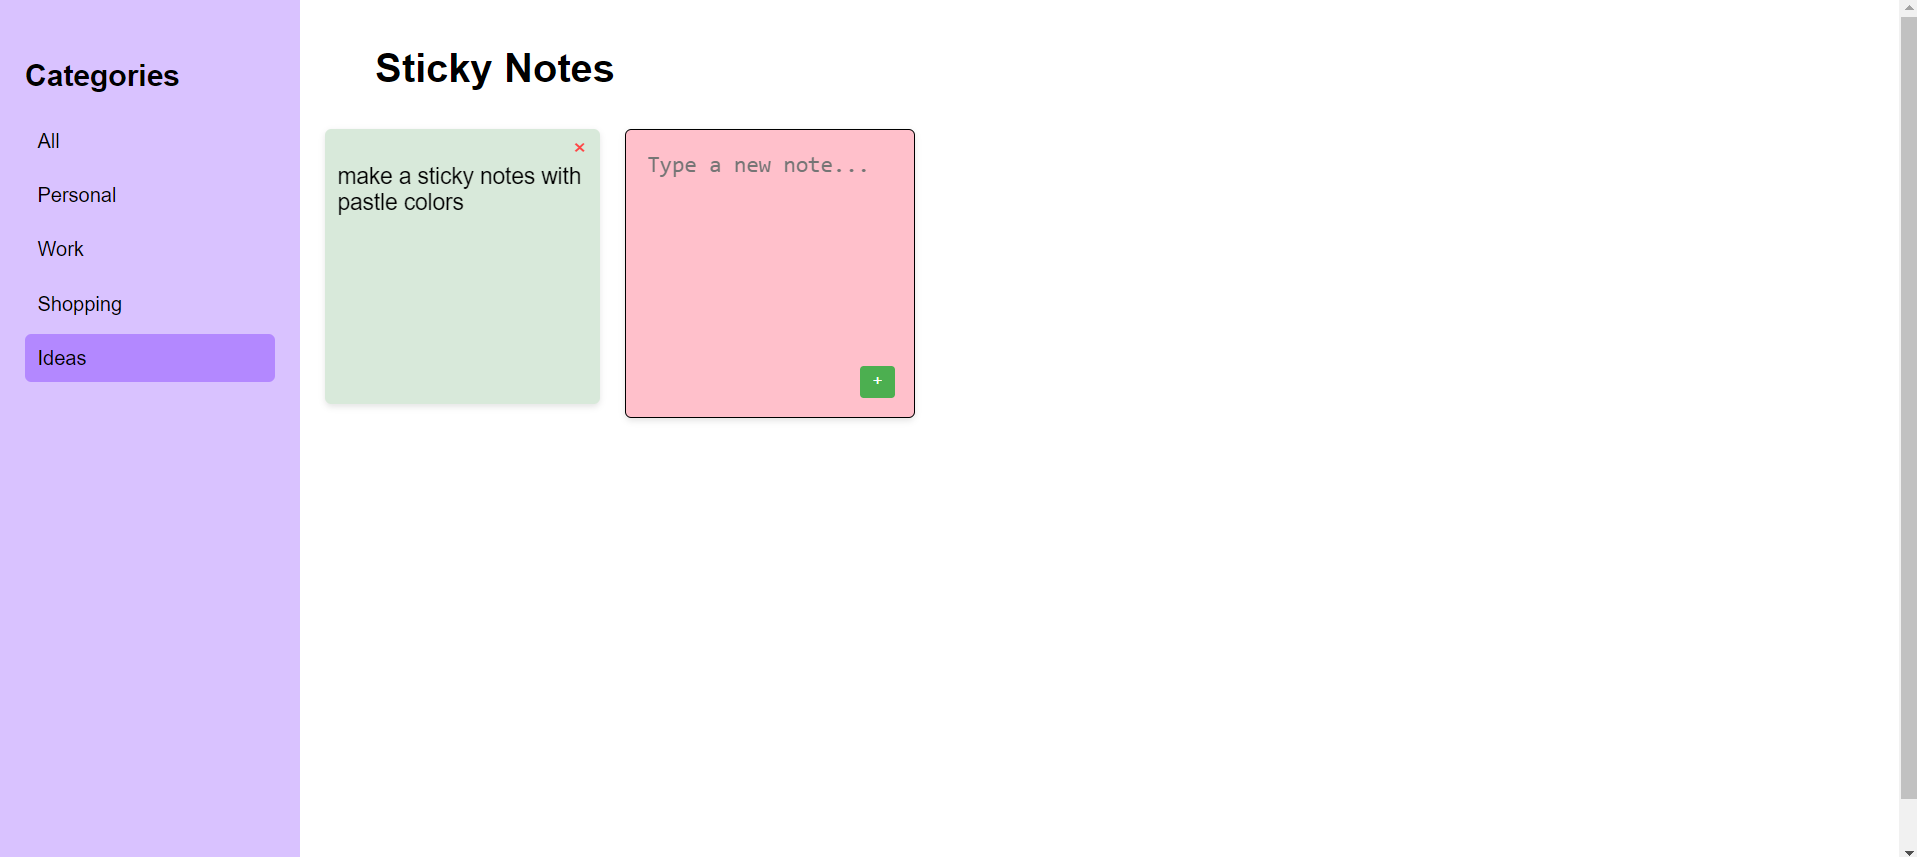 Categories
All
Personal
Work
Shopping
Ideas
Sticky Notes
×
make a sticky notes with
pastle colors
Type a new note...
+